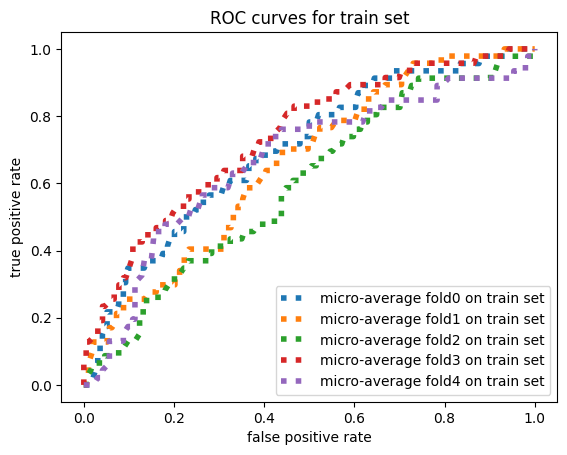 ROC curves for train set
true positive rate
1.0
0.8
0.6
0.4
0.2
0.0
micro-average fold0 on train set
micro-average fold1 on train set
micro-average fold2 on train set
micro-average fold3 on train set
micro-average fold4 on train set
0.0 0.2 0.4 0.6 0.8 1.0
false positive rate